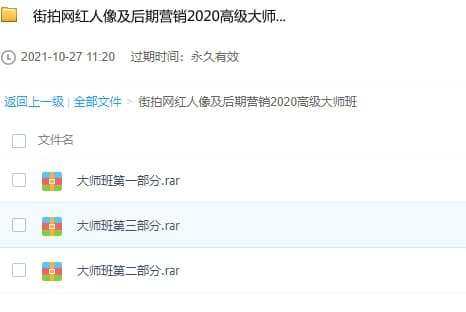 街拍网红人像及后期营销2020高级大师...
2021-10-27 11:20 过期时间：永久有效
返回上一级 | 全部文件 > 街拍网红人像及后期营销2020高级大师班
文件名
大师班第一部分.rar
大师班第三部分.rar
大师班第二部分.rar